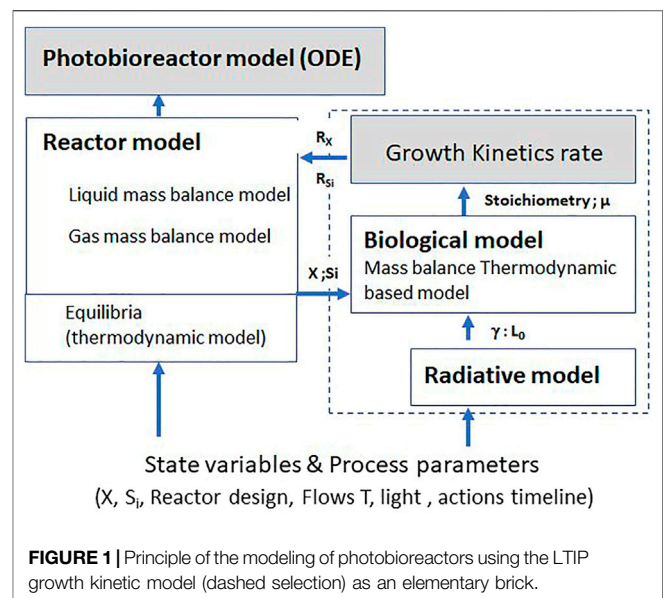 Photobioreactor model (ODE)
Reactor model
Liquid mass balance model
Gas mass balance model
Equilibria
(thermodynamic model)
R_X
R_Si
X ;Si
Growth Kinetics rate
Stoichiometry ; μ
Biological model
Mass balance Thermodynamic
based model
γ : L₀
Radiative model
State variables & Process parameters
(X, Sᵢ, Reactor design, Flows T, light , actions timeline)
FIGURE 1 | Principle of the modeling of photobioreactors using the LTIP
growth kinetic model (dashed selection) as an elementary brick.